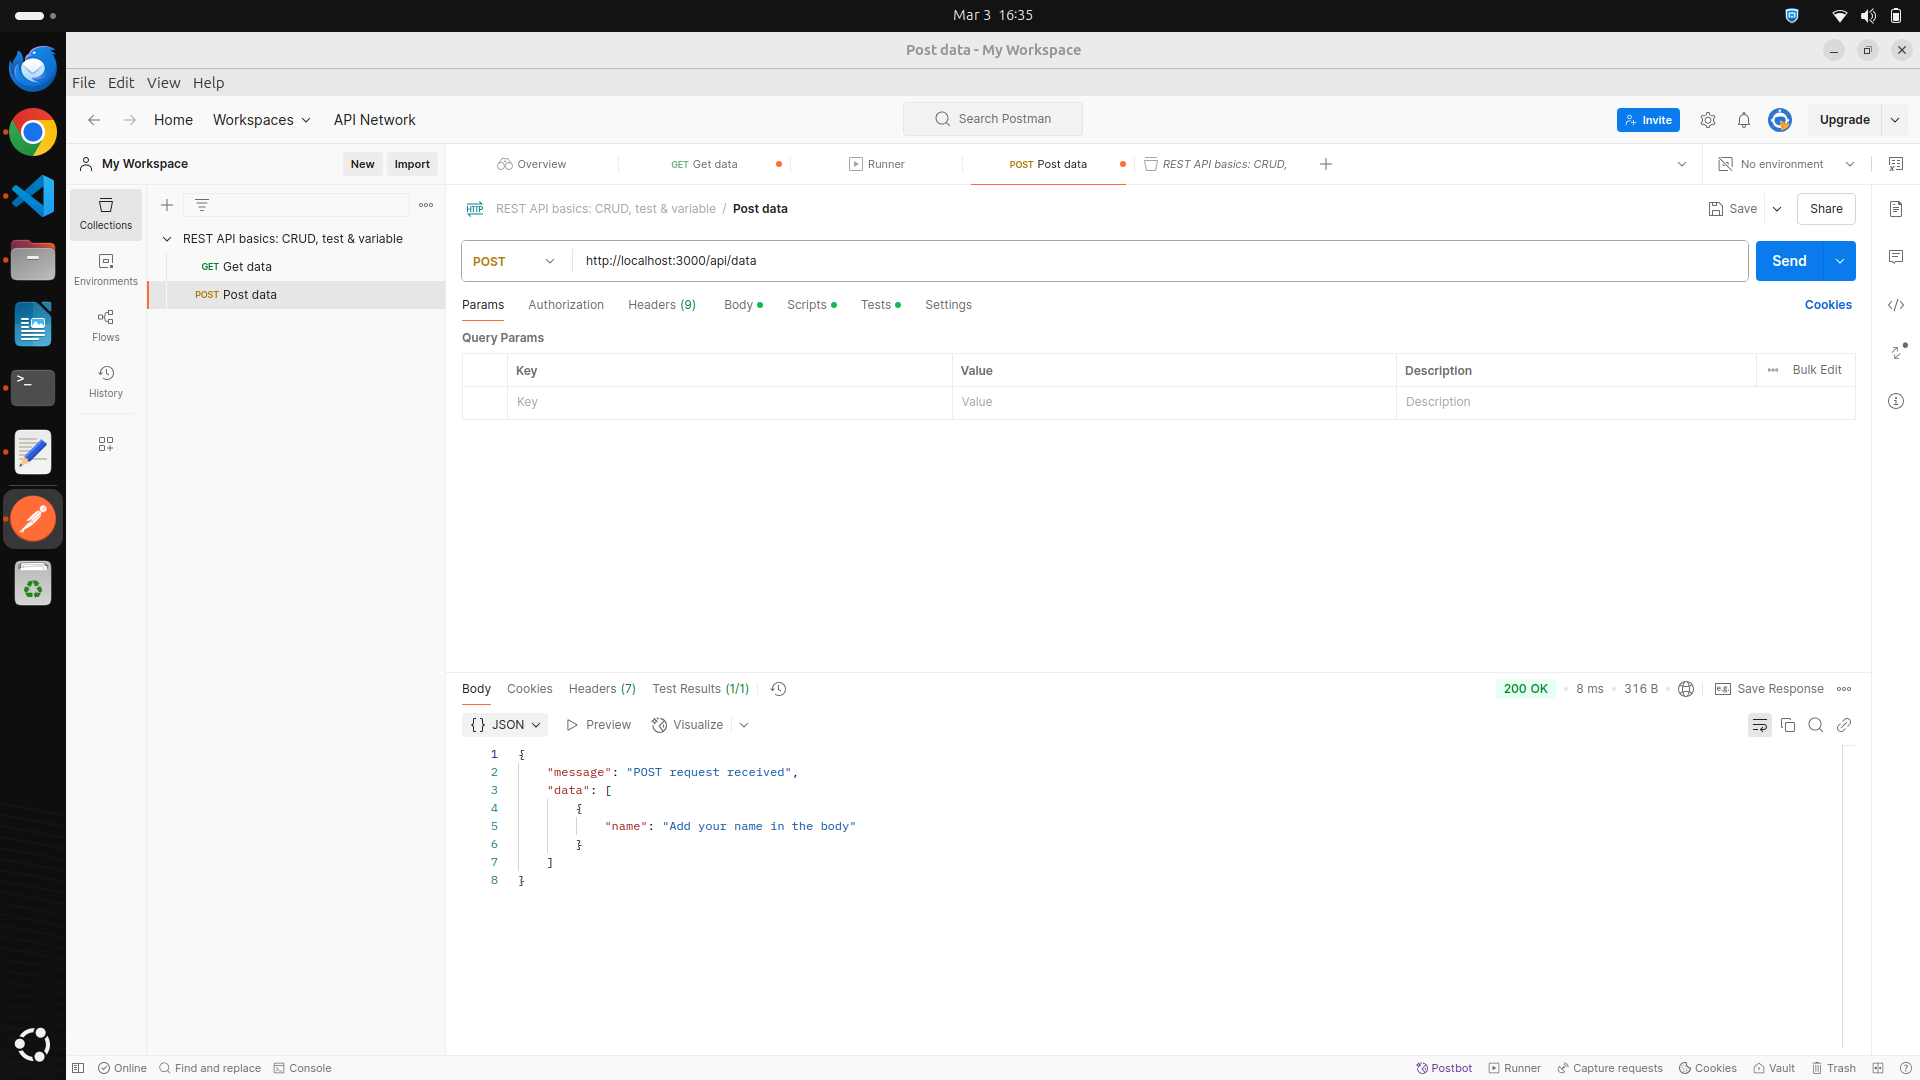 Mar 3 16:35
Post data - My Workspace
File Edit View Help
Home Workspaces API Network
Search Postman
Invite
Upgrade
My Workspace
New Import
Overview
GET Get data
Runner
POST Post data
REST API basics: CRUD,
No environment
Collections
Environments
Flows
History
REST API basics: CRUD, test & variable
GET Get data
POST Post data
HTTP REST API basics: CRUD, test & variable / Post data
Save
Share
POST
http://localhost:3000/api/data
Send
Params Authorization Headers (9) Body Scripts Tests Settings
Cookies
Query Params
Key Value Description Bulk Edit
Key Value Description
Body Cookies Headers (7) Test Results (1/1)
200 OK 8 ms 316 B
e.g. Save Response
{} JSON Preview Visualize
1 {
2 "message": "POST request received",
3 "data": [
4 {
5 "name": "Add your name in the body"
6 }
7 ]
8 }
Online Find and replace Console
Postbot Runner Capture requests Cookies Vault Trash